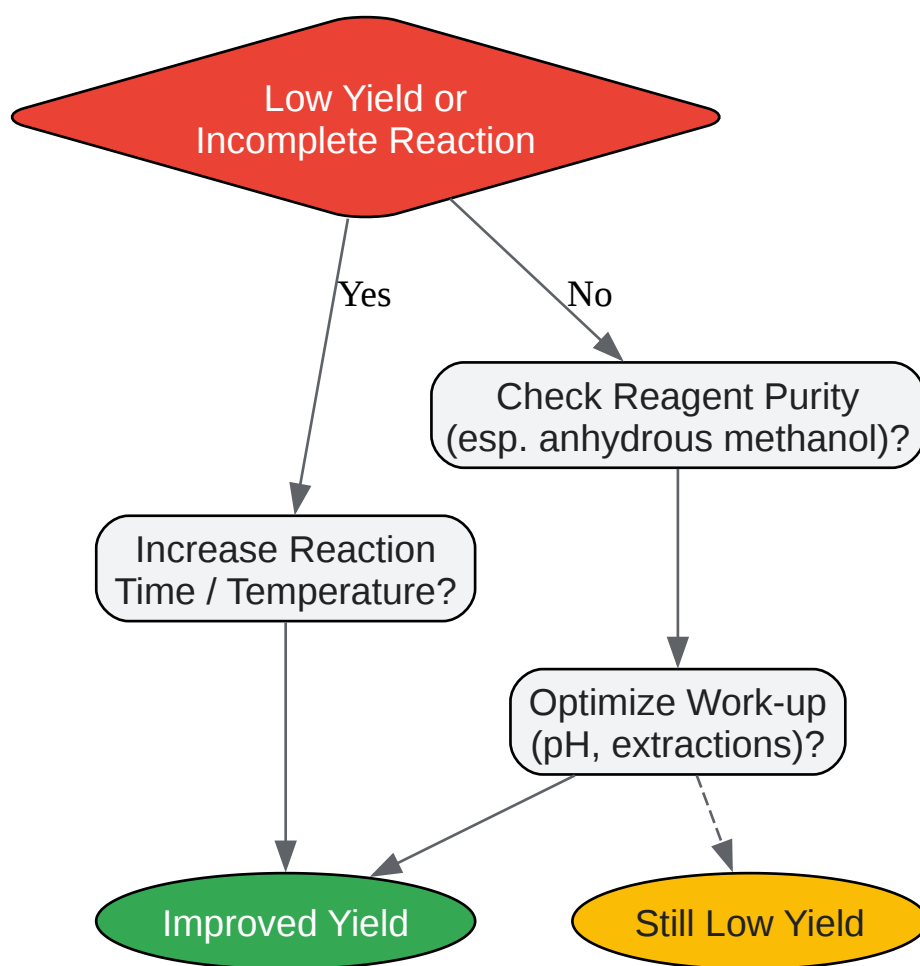 Low Yield or
Incomplete Reaction
Yes
No
Check Reagent Purity
(esp. anhydrous methanol)?
Increase Reaction
Time / Temperature?
Optimize Work-up
(pH, extractions)?
Improved Yield
Still Low Yield